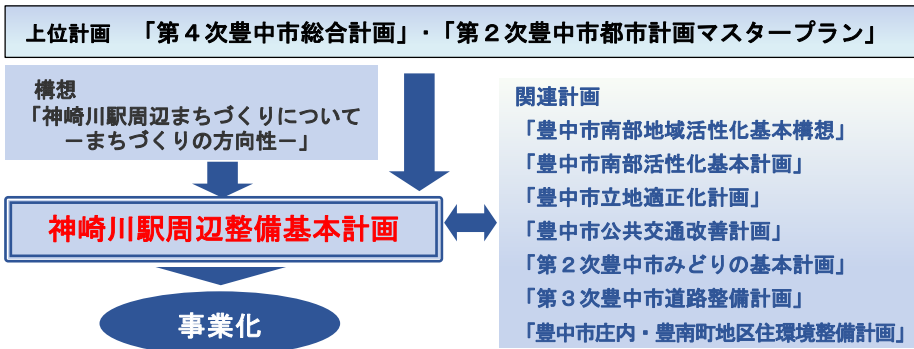 上位計画　「第４次豊中市総合計画」・「第２次豊中市都市計画マスタープラン」
構想
「神崎川駅周辺まちづくりについて
－まちづくりの方向性－」
神崎川駅周辺整備基本計画
事業化
関連計画
「豊中市南部地域活性化基本構想」
「豊中市南部活性化基本計画」
「豊中市立地適正化計画」
「豊中市公共交通改善計画」
「第２次豊中市みどりの基本計画」
「第３次豊中市道路整備計画」
「豊中市庄内・豊南町地区住環境整備計画」